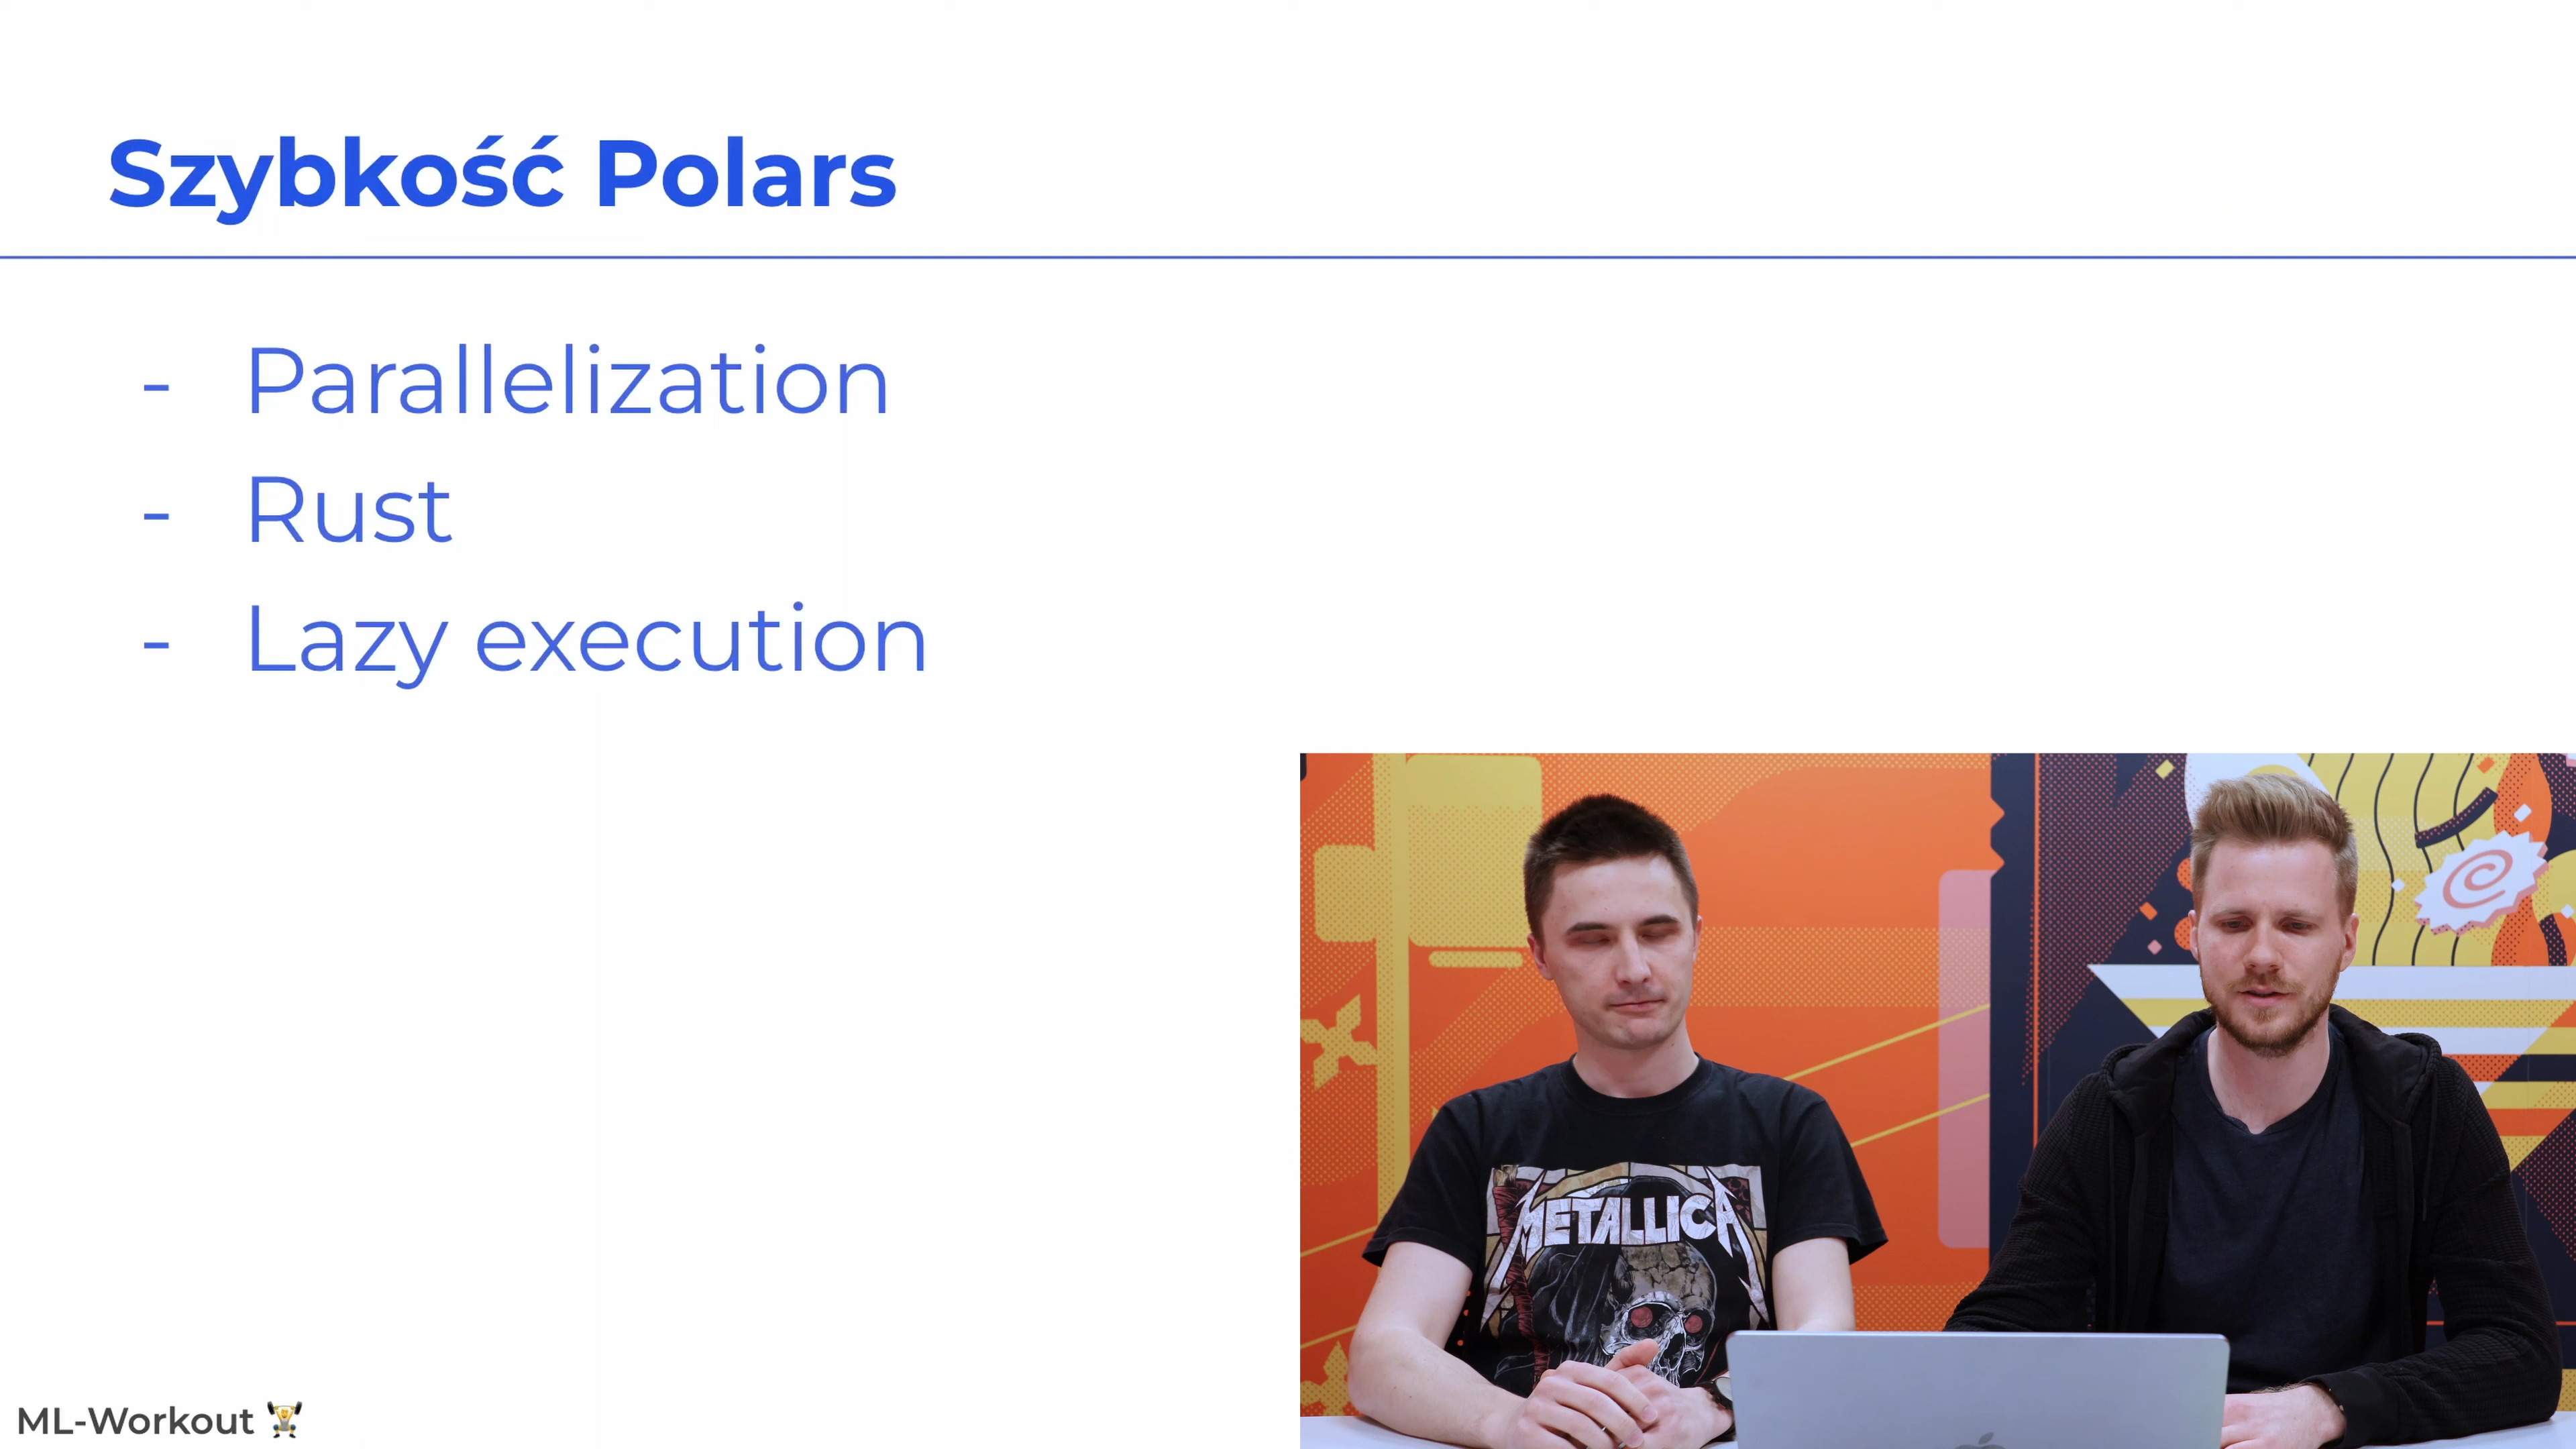 Szybkość Polars
- Parallelization
- Rust
- Lazy execution
METALLICA
ML-Workout